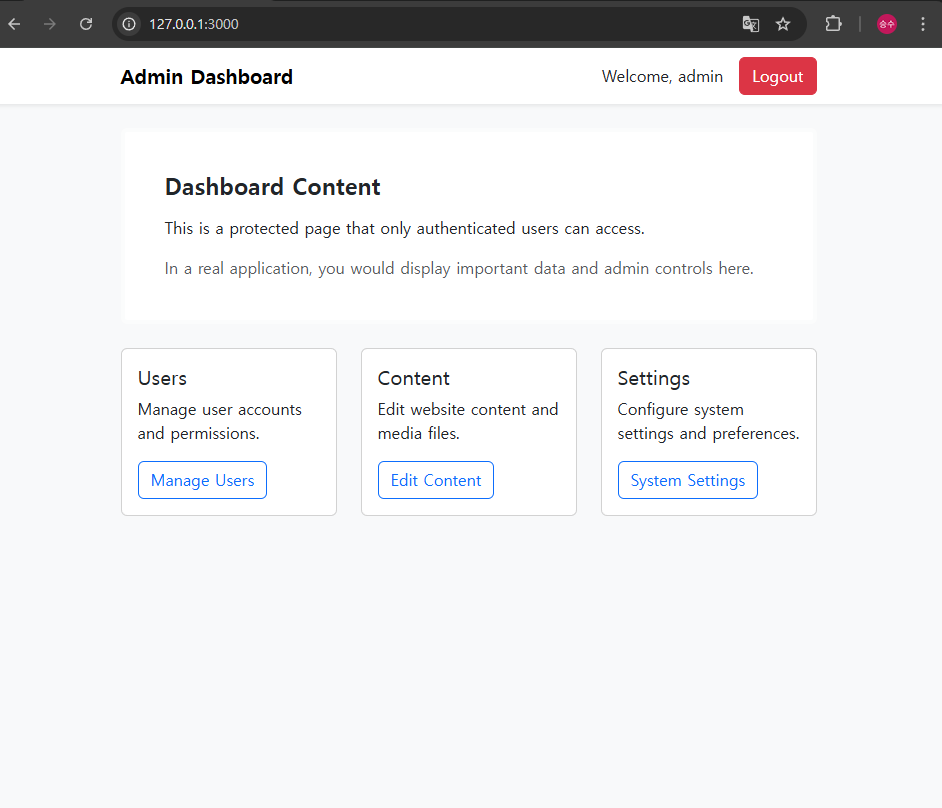 127.0.0.1:3000
승수
Admin Dashboard
Welcome, admin
Logout
Dashboard Content
This is a protected page that only authenticated users can access.
In a real application, you would display important data and admin controls here.
Users
Manage user accounts
and permissions.
Manage Users
Content
Edit website content and
media files.
Edit Content
Settings
Configure system
settings and preferences.
System Settings